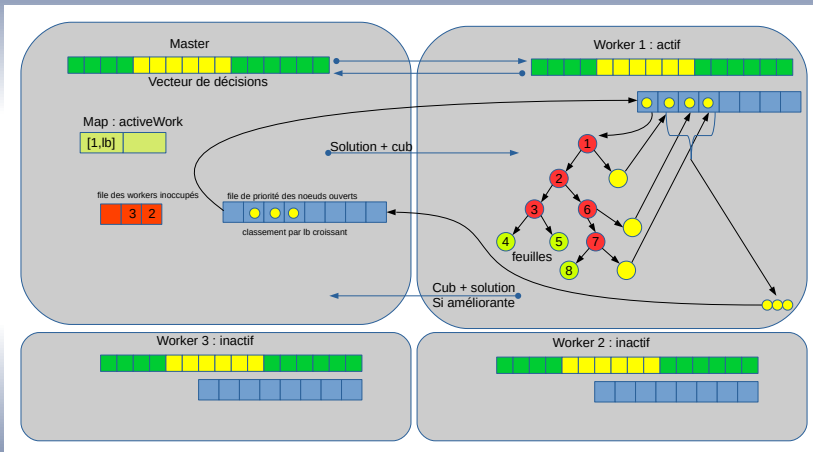 Master
Vecteur de décisions
Map : activeWork
[1,lb]
file des workers inoccupés
3 2
file de priorité des noeuds ouverts
classement par lb croissant
Solution + cub
Cub + solution
Si améliorante
Worker 1 : actif
1
2
3
6
4
5
7
feuilles
8
Worker 3 : inactif
Worker 2 : inactif